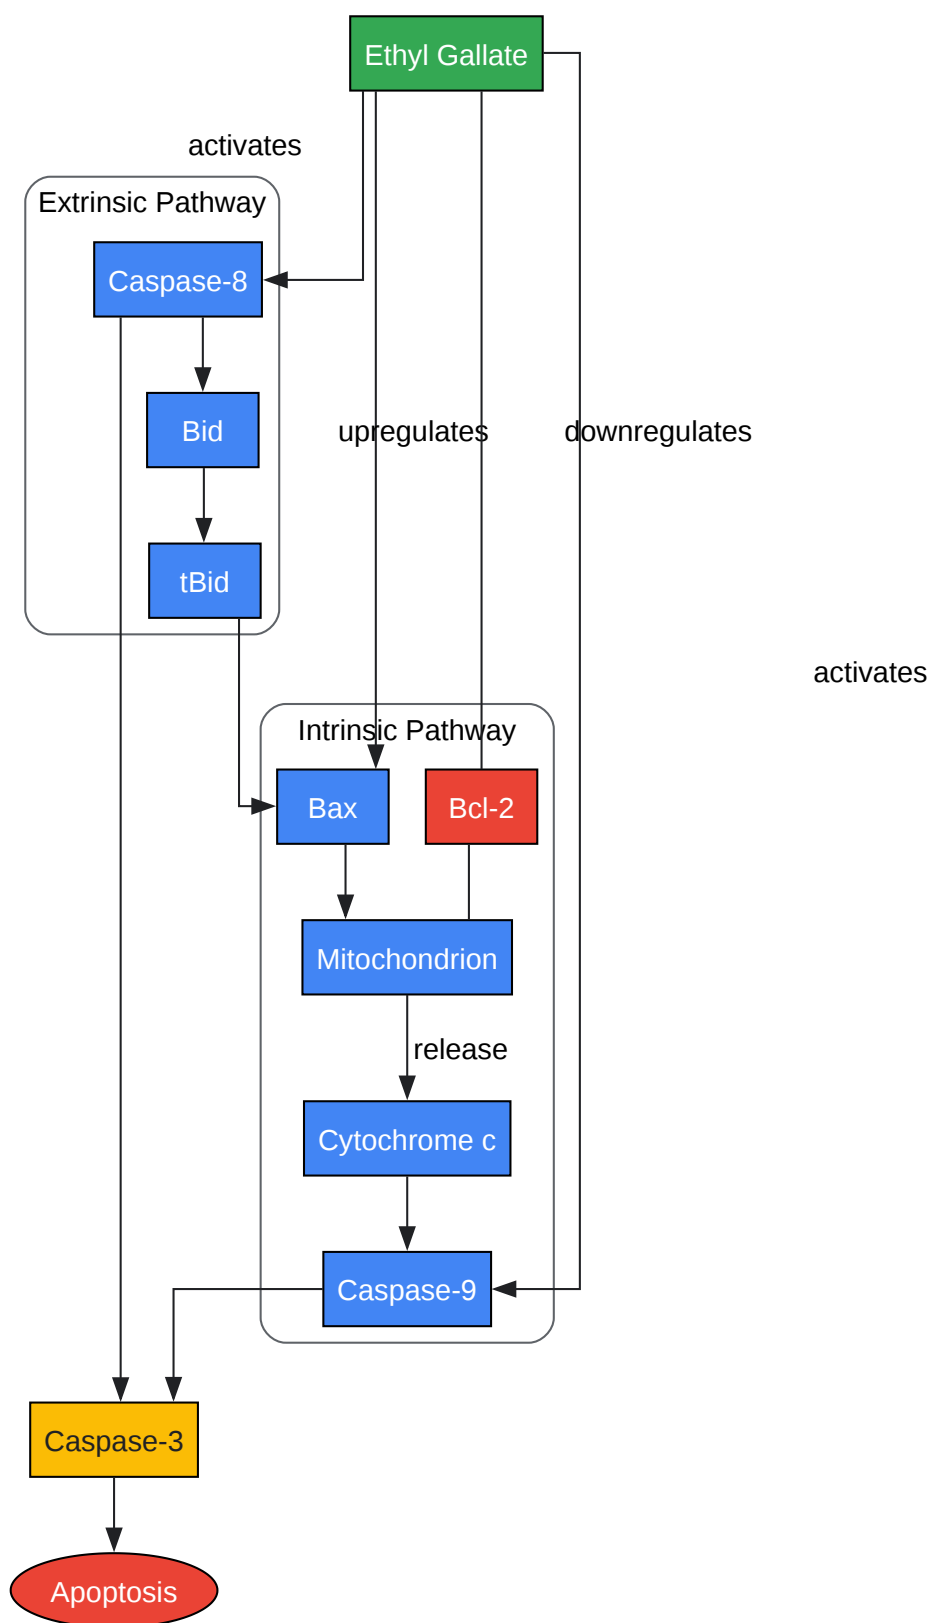 Ethyl Gallate
activates
Extrinsic Pathway
Caspase-8
Bid
upregulates
downregulates
tBid
activates
Intrinsic Pathway
Bax
Bcl-2
Mitochondrion
release
Cytochrome c
Caspase-9
Caspase-3
Apoptosis